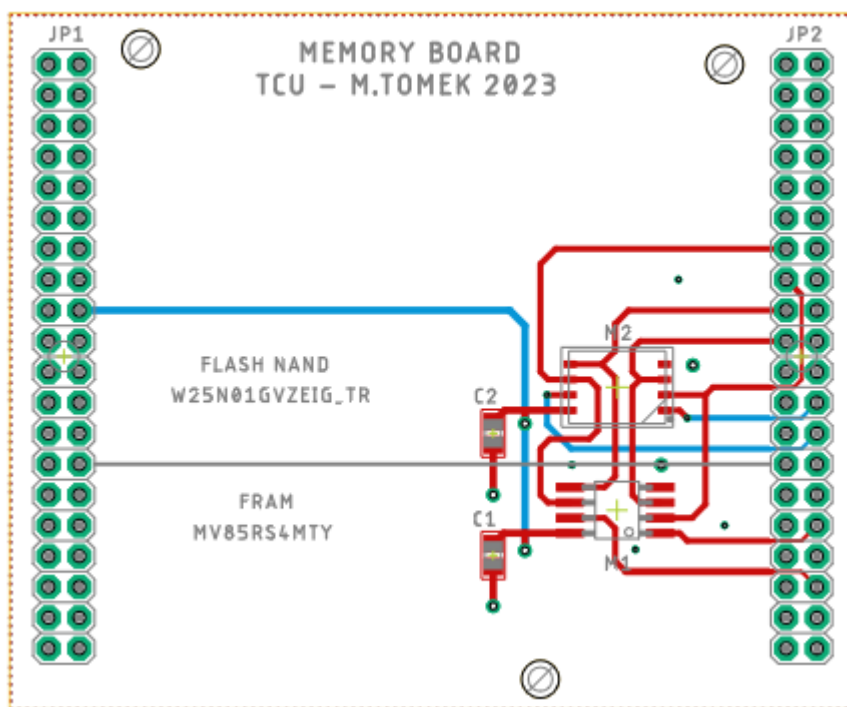 JP1
JP2
MEMORY BOARD
TCU – M.TOMEK 2023
M2
FLASH NAND
W25N01GVZEIG_TR
C2
FRAM
MV85RS4MTY
C1
M1